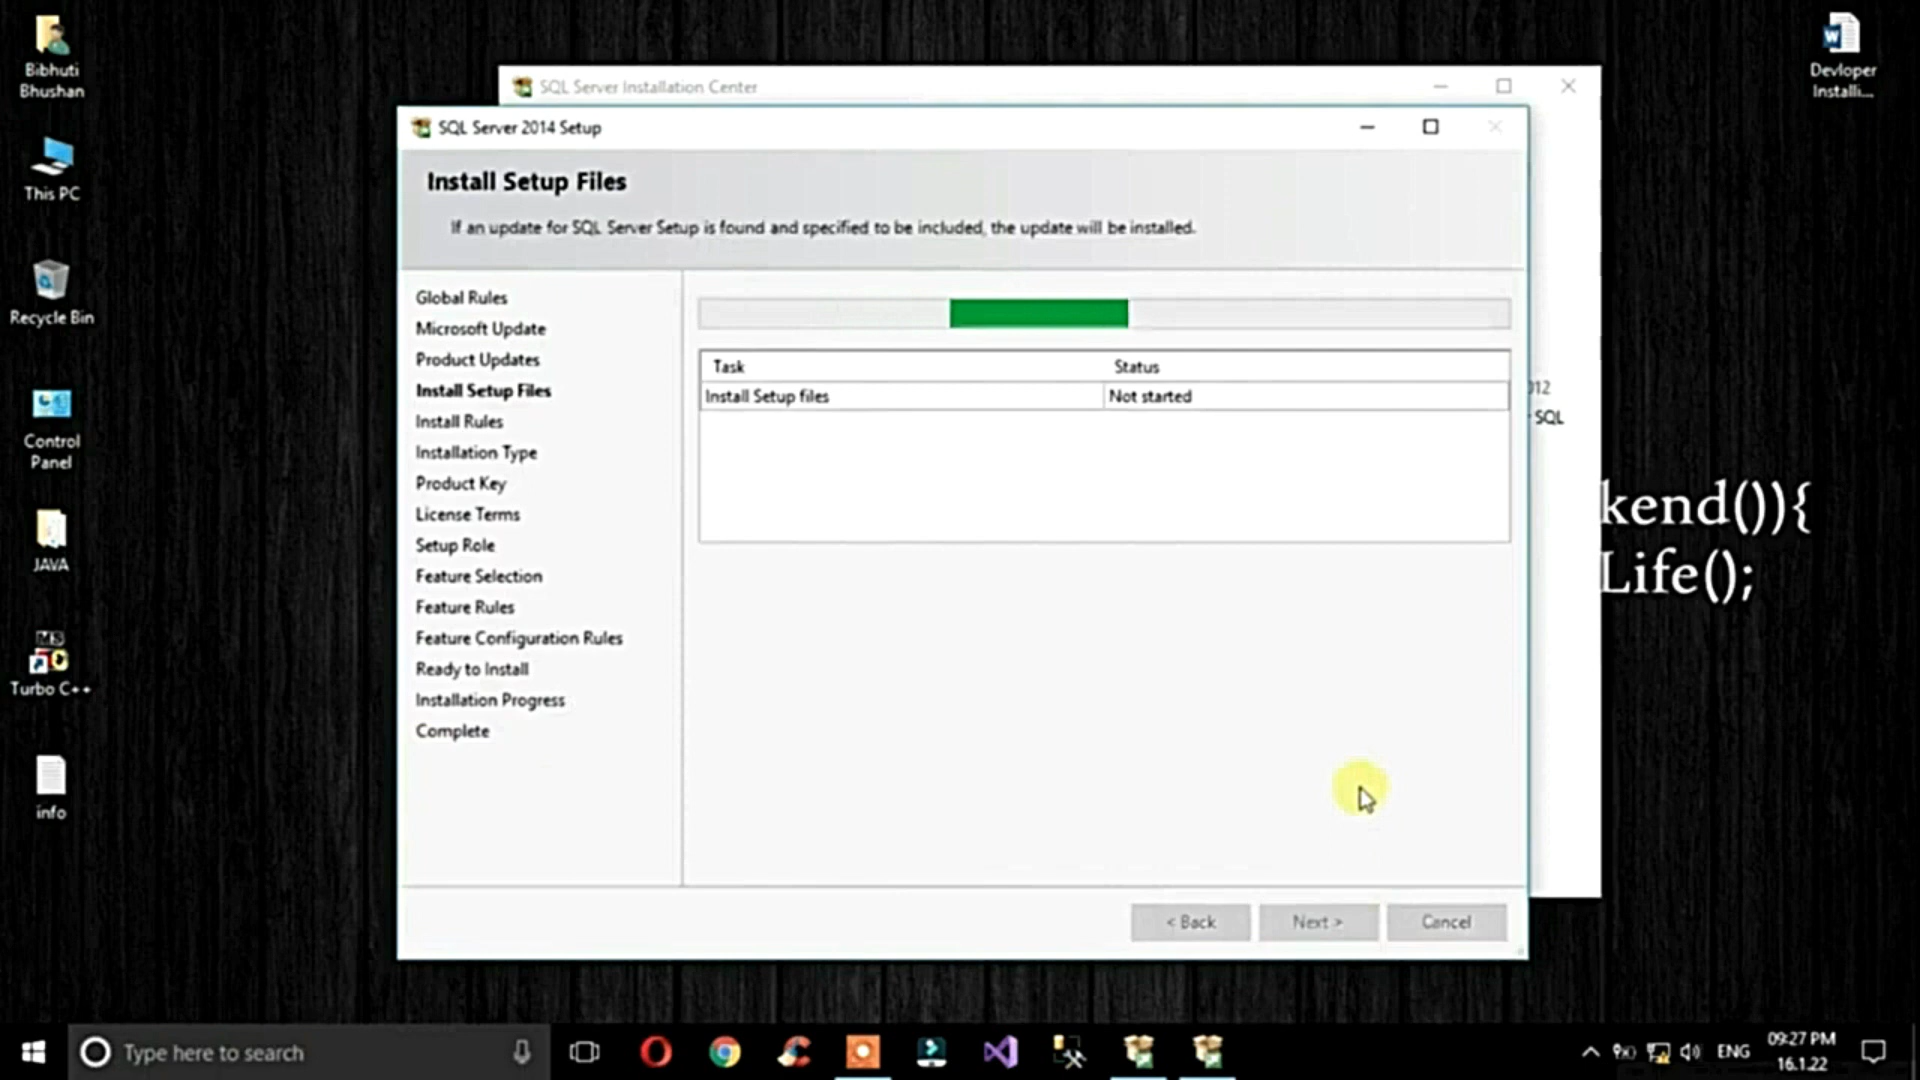 Bibhuti
Bhushan
This PC
Recycle Bin
Control
Panel
JAVA
Turbo C++
info
Devloper
Installi...
SQL Server Installation Center
SQL Server 2014 Setup
Install Setup Files
If an update for SQL Server Setup is found and specified to be included, the update will be installed.
Global Rules
Microsoft Update
Product Updates
Install Setup Files
Install Rules
Installation Type
Product Key
License Terms
Setup Role
Feature Selection
Feature Rules
Feature Configuration Rules
Ready to Install
Installation Progress
Complete
Task Status
Install Setup files Not started
012
SQL
kend()){
Life();
< Back Next > Cancel
Type here to search
ENG
09:27 PM
16.1.22